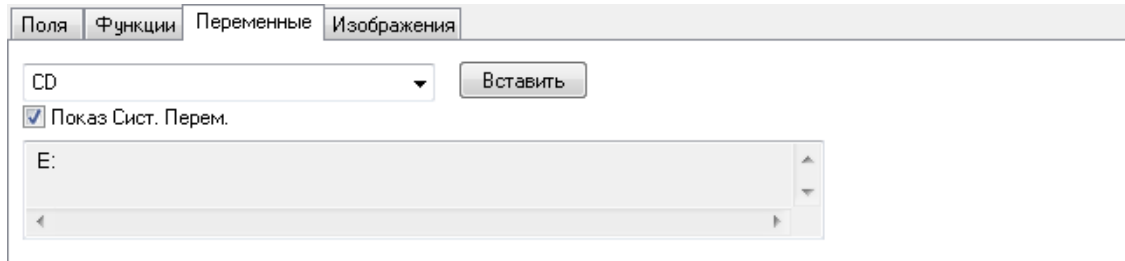 Поля Функции Переменные Изображения
CD Вставить
Показ Сист. Перем.
E: